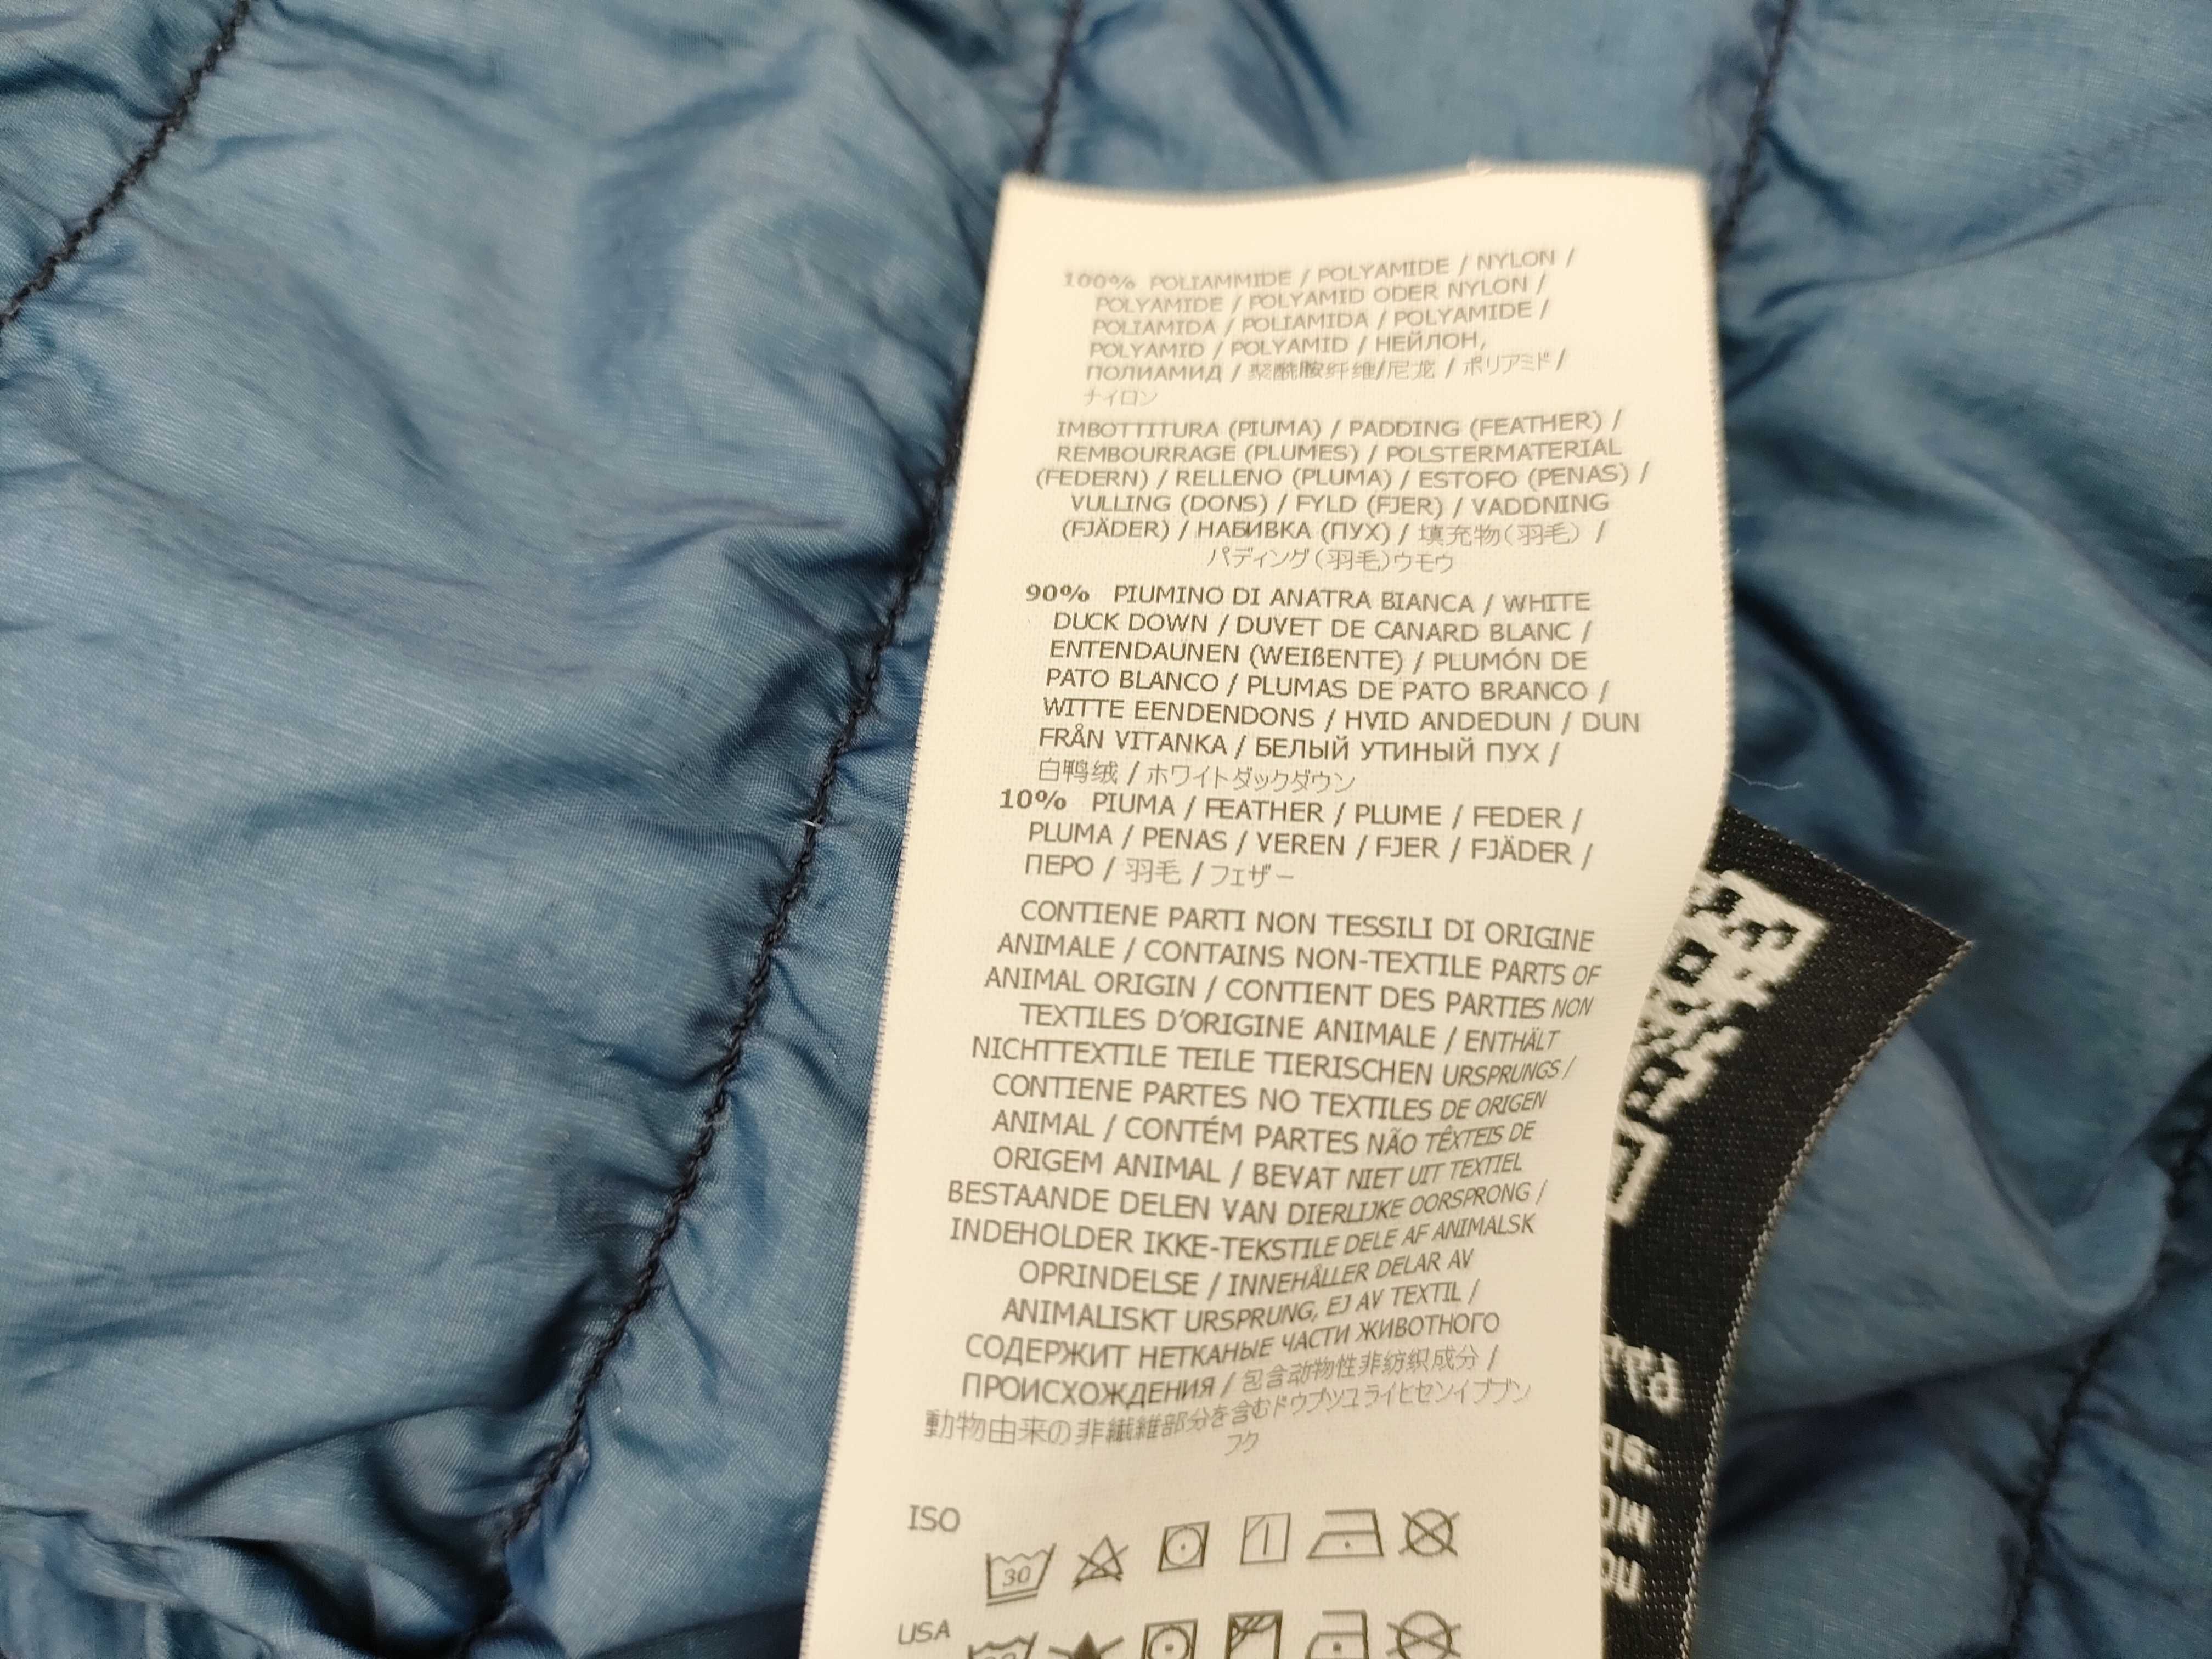 100% POLIAMMIDE / POLYAMIDE / NYLON /
POLYAMIDE / POLYAMID ODER NYLON /
POLIAMIDA / POLIAMIDA / POLYAMIDE /
POLYAMID / POLYAMID / НЕЙЛОН,
ПОЛИАМИД / 聚酰胺纤维/尼龙 / ポリアミド /
ナイロン
IMBOTTITURA (PIUMA) / PADDING (FEATHER) /
REMBOURRAGE (PLUMES) / POLSTERMATERIAL
(FEDERN) / RELLENO (PLUMA) / ESTOFO (PENAS) /
VULLING (DONS) / FYLD (FJER) / VADDNING
(FJÄDER) / НАБИВКА (ПУХ) / 填充物(羽毛) /
パディング(羽毛)ウモウ
90% PIUMINO DI ANATRA BIANCA / WHITE
DUCK DOWN / DUVET DE CANARD BLANC /
ENTENDAUNEN (WEIßENTE) / PLUMÓN DE
PATO BLANCO / PLUMAS DE PATO BRANCO /
WITTE EENDENDONS / HVID ANDEDUN / DUN
FRÅN VITANKA / БЕЛЫЙ УТИНЫЙ ПУХ /
白鸭绒 / ホワイトダックダウン
10% PIUMA / FEATHER / PLUME / FEDER /
PLUMA / PENAS / VEREN / FJER / FJÄDER /
ПЕРО / 羽毛 / フェザー
CONTIENE PARTI NON TESSILI DI ORIGINE
ANIMALE / CONTAINS NON-TEXTILE PARTS OF
ANIMAL ORIGIN / CONTIENT DES PARTIES NON
TEXTILES D'ORIGINE ANIMALE / ENTHÄLT
NICHTTEXTILE TEILE TIERISCHEN URSPRUNGS /
CONTIENE PARTES NO TEXTILES DE ORIGEN
ANIMAL / CONTÉM PARTES NÃO TÊXTEIS DE
ORIGEM ANIMAL / BEVAT NIET UIT TEXTIEL
BESTAANDE DELEN VAN DIERLIJKE OORSPRONG /
INDEHOLDER IKKE-TEKSTILE DELE AF ANIMALSK
OPRINDELSE / INNEHÅLLER DELAR AV
ANIMALISKT URSPRUNG, EJ AV TEXTIL /
СОДЕРЖИТ НЕТКАНЫЕ ЧАСТИ ЖИВОТНОГО
ПРОИСХОЖДЕНИЯ / 包含动物性非纺织成分 /
動物由来の非繊維部分を含むドウブツユライヒセンイブブン
フク
ISO
30
USA